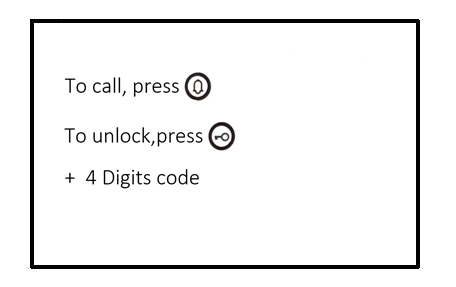 To call, press
To unlock,press
+ 4 Digits code